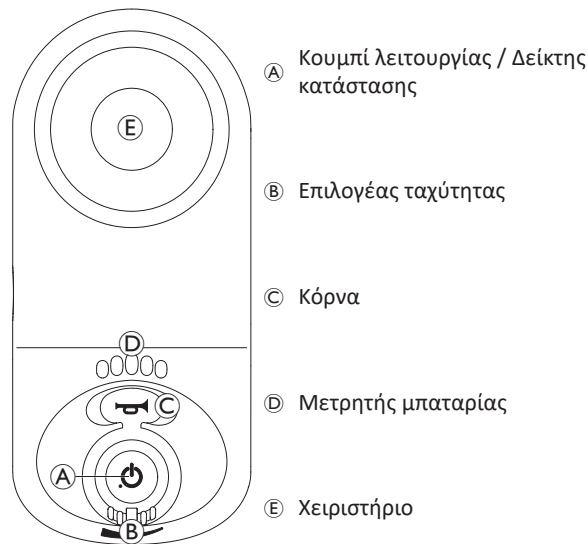 Ⓔ
Ⓓ
Ⓒ
Ⓐ
Ⓑ
Ⓐ Κουμπί λειτουργίας / Δείκτης
κατάστασης
Ⓑ Επιλογέας ταχύτητας
Ⓒ Κόρνα
Ⓓ Μετρητής μπαταρίας
Ⓔ Χειριστήριο